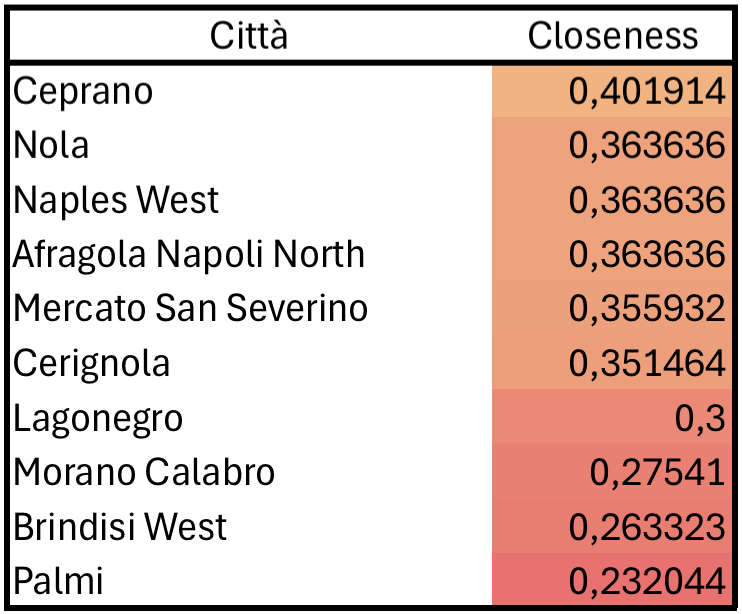 Città Closeness
Ceprano 0,401914
Nola 0,363636
Naples West 0,363636
Afragola Napoli North 0,363636
Mercato San Severino 0,355932
Cerignola 0,351464
Lagonegro 0,3
Morano Calabro 0,27541
Brindisi West 0,263323
Palmi 0,232044